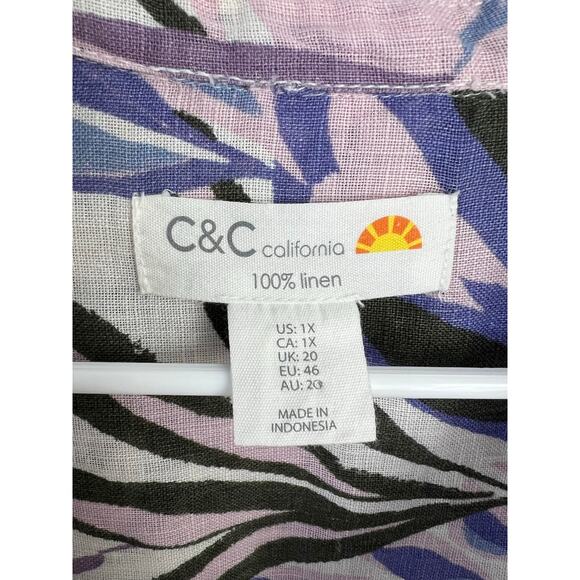 C&C california
100% linen
US: 1X
CA: 1X
UK: 20
EU: 46
AU: 20
MADE IN
INDONESIA